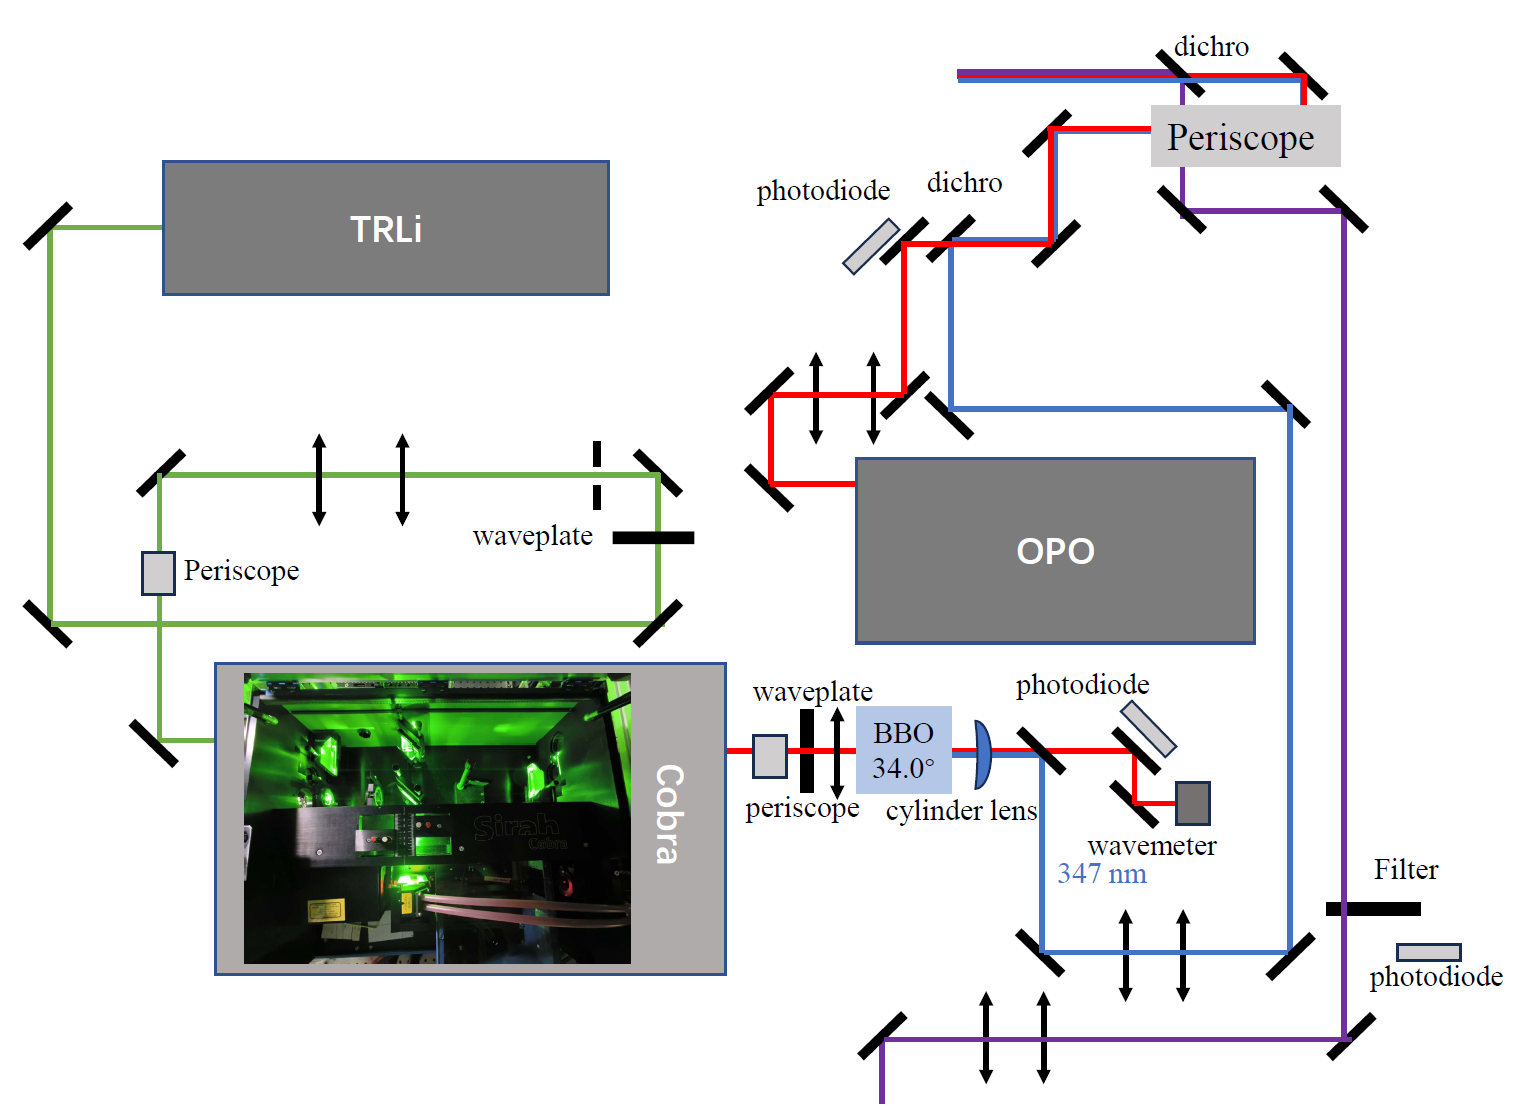 dichro
Periscope
photodiode
dichro
TRLi
waveplate
Periscope
OPO
Cobra
Sirah
Cobra
waveplate
periscope
BBO
34.0°
cylinder lens
photodiode
wavemeter
347 nm
Filter
photodiode